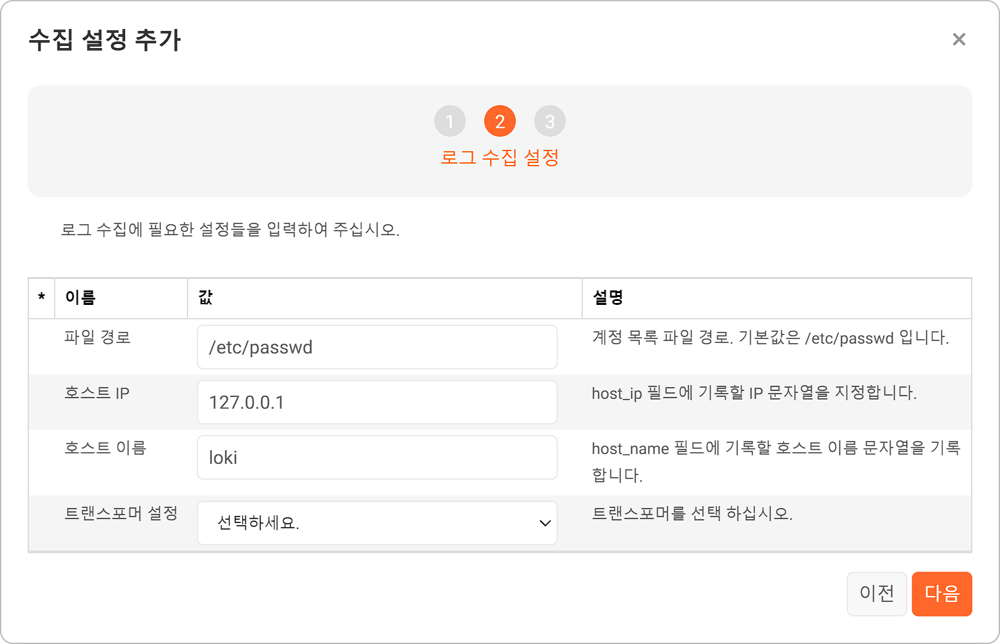 수집 설정 추가
×
1 2 3
로그 수집 설정
로그 수집에 필요한 설정들을 입력하여 주십시오.
* 이름 값 설명
파일 경로 /etc/passwd 계정 목록 파일 경로. 기본값은 /etc/passwd 입니다.
호스트 IP 127.0.0.1 host_ip 필드에 기록할 IP 문자열을 지정합니다.
호스트 이름 loki host_name 필드에 기록할 호스트 이름 문자열을 기록
합니다.
트랜스포머 설정 선택하세요. 트랜스포머를 선택 하십시오.
이전 다음